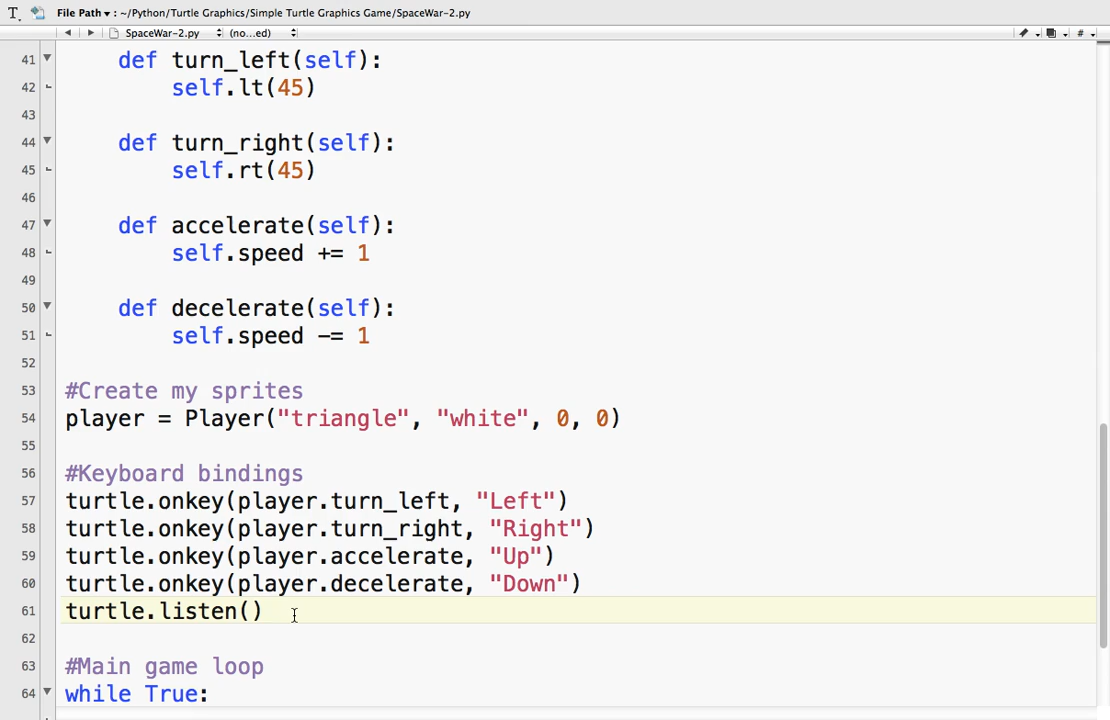 File Path ▾ : ~/Python/Turtle Graphics/Simple Turtle Graphics Game/SpaceWar-2.py
SpaceWar-2.py (no...ed) #
41 def turn_left(self):
42 self.lt(45)
43
44 def turn_right(self):
45 self.rt(45)
46
47 def accelerate(self):
48 self.speed += 1
49
50 def decelerate(self):
51 self.speed -= 1
52
53 #Create my sprites
54 player = Player("triangle", "white", 0, 0)
55
56 #Keyboard bindings
57 turtle.onkey(player.turn_left, "Left")
58 turtle.onkey(player.turn_right, "Right")
59 turtle.onkey(player.accelerate, "Up")
60 turtle.onkey(player.decelerate, "Down")
61 turtle.listen()
62
63 #Main game loop
64 while True: